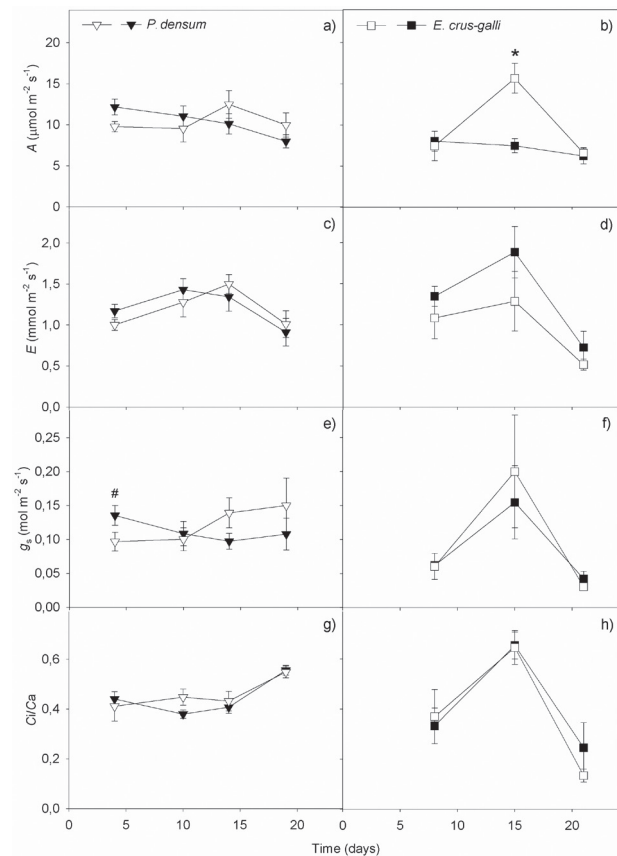 P. densum
a)
E. crus-galli
b)
*
A (µmol m⁻² s⁻¹)
20
15
10
5
0
c)
d)
E (mmol m⁻² s⁻¹)
2,0
1,5
1,0
0,5
0,0
e)
f)
#
gs (mol m⁻² s⁻¹)
0,25
0,20
0,15
0,10
0,05
0,00
g)
h)
Ci/Ca
0,6
0,4
0,2
0,0
0 5 10 15 20 0 5 10 15 20
Time (days)